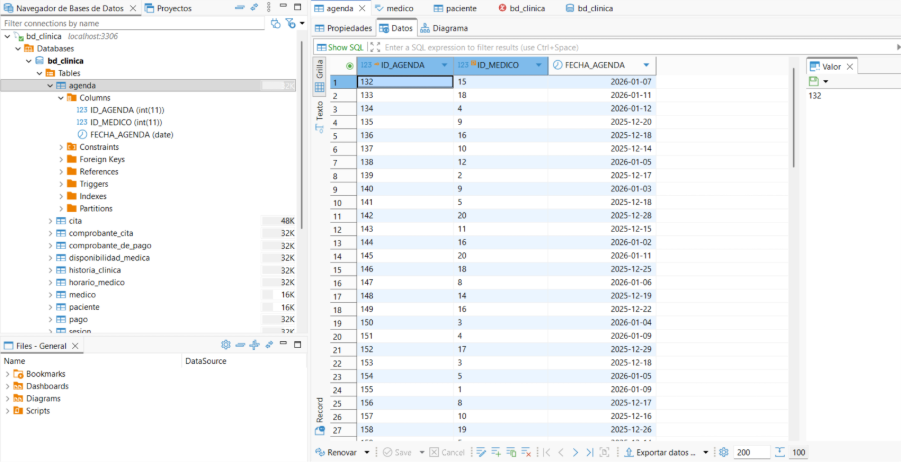 Navegador de Bases de Datos
Proyectos
Filter connections by name
bd_clinica localhost:3306
Databases
bd_clinica
Tables
agenda
Columns
123 ID_AGENDA (int(11))
123 ID_MEDICO (int(11))
FECHA_AGENDA (date)
Constraints
Foreign Keys
References
Triggers
Indexes
Partitions
cita 48K
comprobante_cita 32K
comprobante_de_pago 32K
disponibilidad_medica 32K
historia_clinica 32K
horario_medico 32K
medico 16K
paciente 16K
pago 32K
sesion 32K
Files - General
Name DataSource
Bookmarks
Dashboards
Diagrams
Scripts
agenda medico paciente bd_clinica bd_clinica
Propiedades Datos Diagrama
Show SQL Enter a SQL expression to filter results (use Ctrl+Space)
Grilla
Texto
Record
123 ID_AGENDA 123 ID_MEDICO FECHA_AGENDA
1 132 15 2026-01-07
2 133 18 2026-01-11
3 134 4 2026-01-12
4 135 9 2025-12-20
5 136 16 2025-12-18
6 137 10 2025-12-14
7 138 12 2026-01-05
8 139 2 2025-12-17
9 140 9 2026-01-03
10 141 5 2025-12-18
11 142 20 2025-12-28
12 143 11 2025-12-15
13 144 16 2026-01-02
14 145 20 2026-01-11
15 146 18 2025-12-25
16 147 8 2026-01-06
17 148 14 2025-12-19
18 149 16 2025-12-22
19 150 3 2026-01-04
20 151 4 2026-01-09
21 152 17 2025-12-29
22 153 3 2025-12-18
23 154 5 2026-01-05
24 155 1 2026-01-09
25 156 8 2025-12-17
26 157 10 2025-12-16
27 158 19 2025-12-26
Valor
132
Renovar Save Cancel Exportar datos ... 200 100